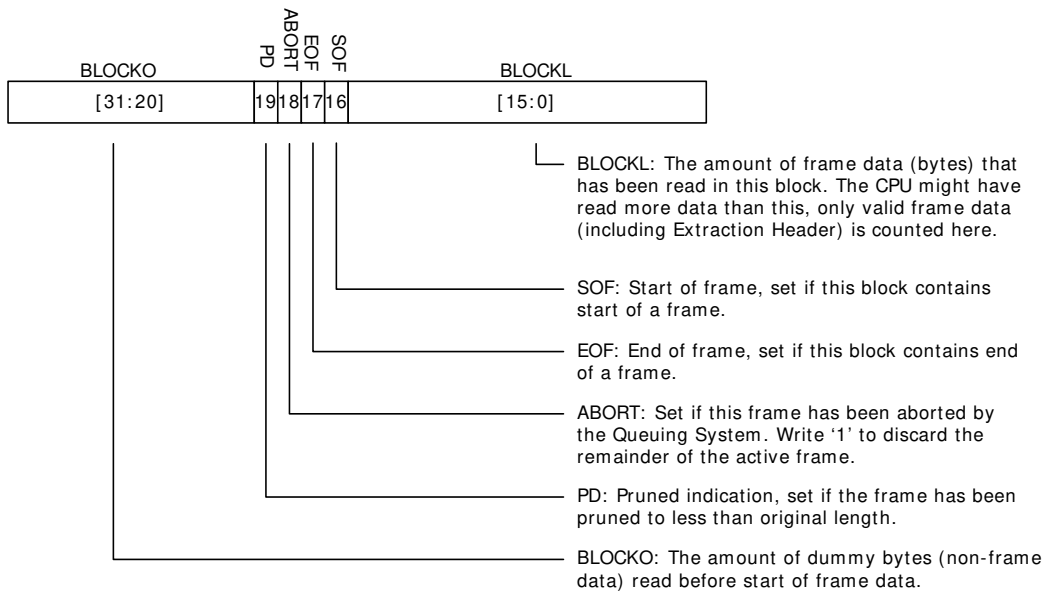 PD
ABORT
EOF
SOF
BLOCKO
BLOCKL
[31:20]
19
18
17
16
[15:0]
BLOCKL: The amount of frame data (bytes) that
has been read in this block. The CPU might have
read more data than this, only valid frame data
(including Extraction Header) is counted here.
SOF: Start of frame, set if this block contains
start of a frame.
EOF: End of frame, set if this block contains end
of a frame.
ABORT: Set if this frame has been aborted by
the Queuing System. Write ‘1’ to discard the
remainder of the active frame.
PD: Pruned indication, set if the frame has been
pruned to less than original length.
BLOCKO: The amount of dummy bytes (non-frame
data) read before start of frame data.